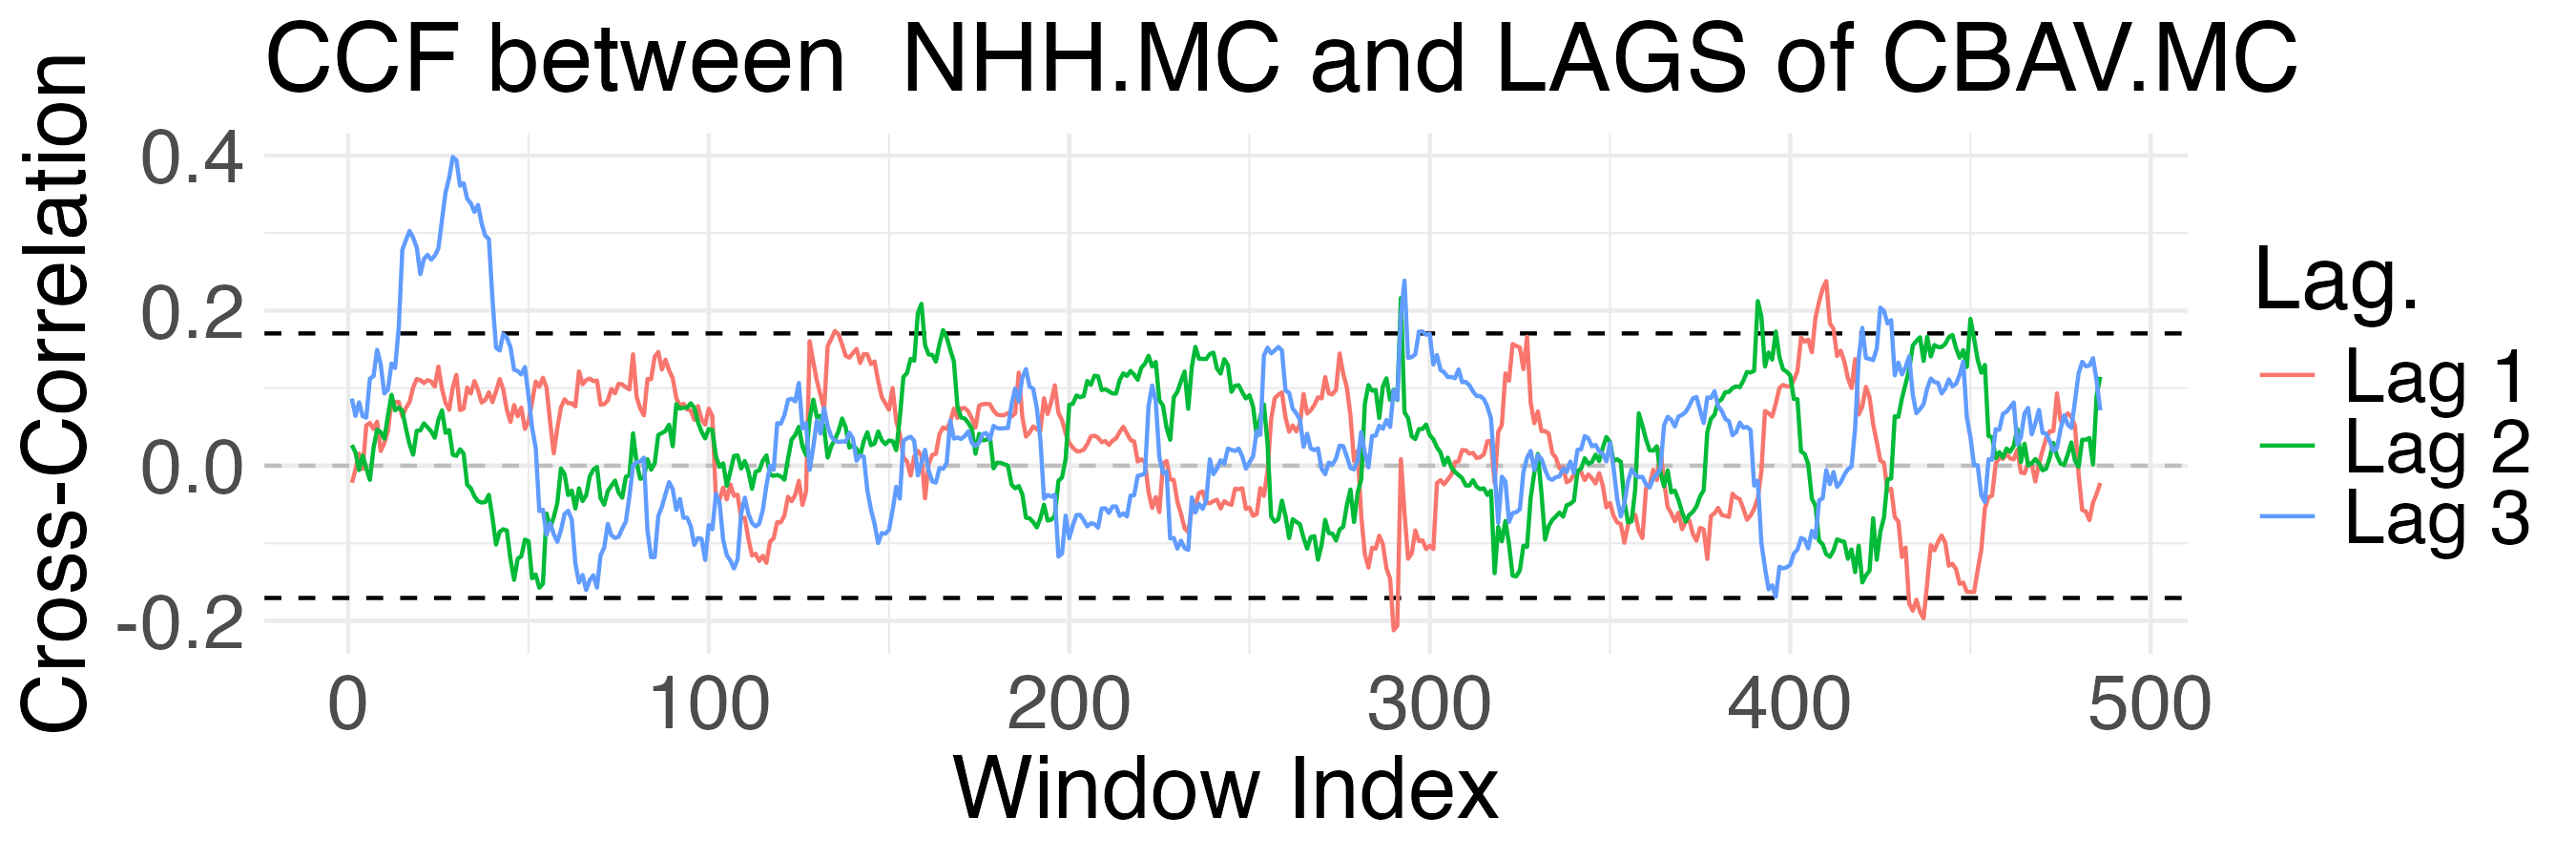 CCF between  NHH.MC and LAGS of CBAV.MC
Cross-Correlation
0.4
0.2
0.0
-0.2
0 100 200 300 400 500
Window Index
Lag.
Lag 1
Lag 2
Lag 3